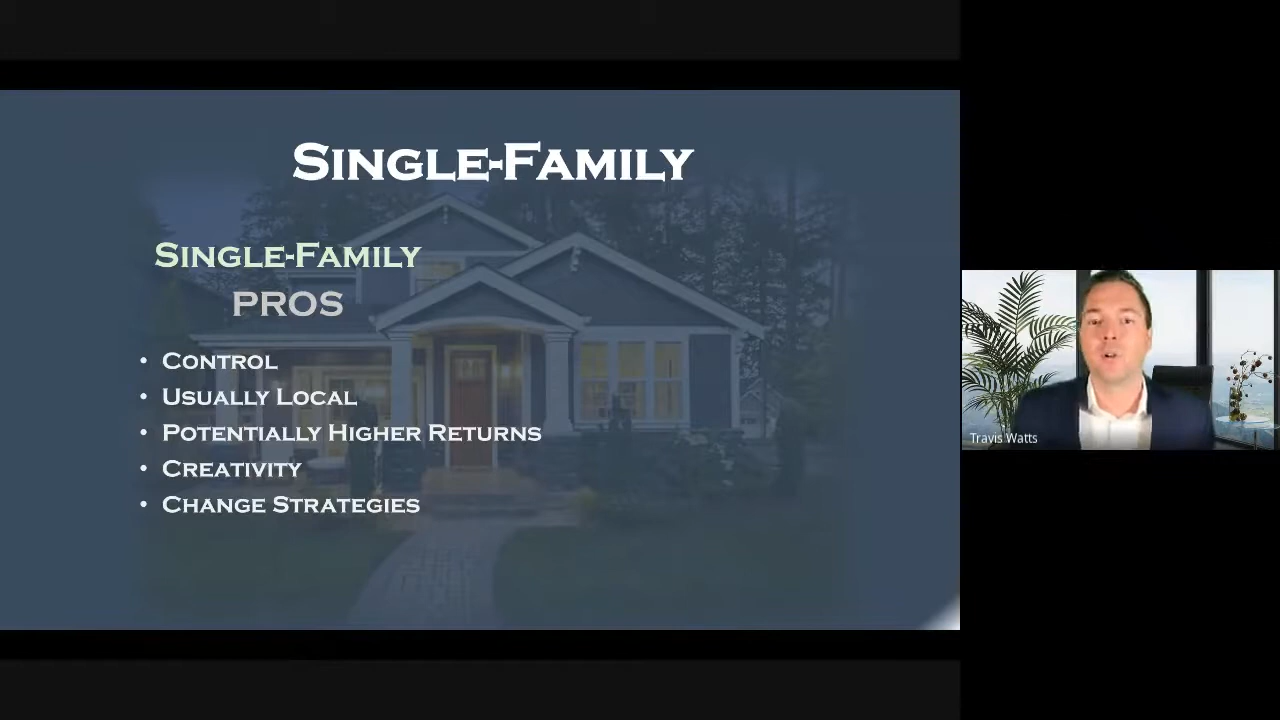 Single-Family
Single-Family
PROS
• Control
• Usually Local
• Potentially Higher Returns
• Creativity
• Change Strategies
Travis Watts